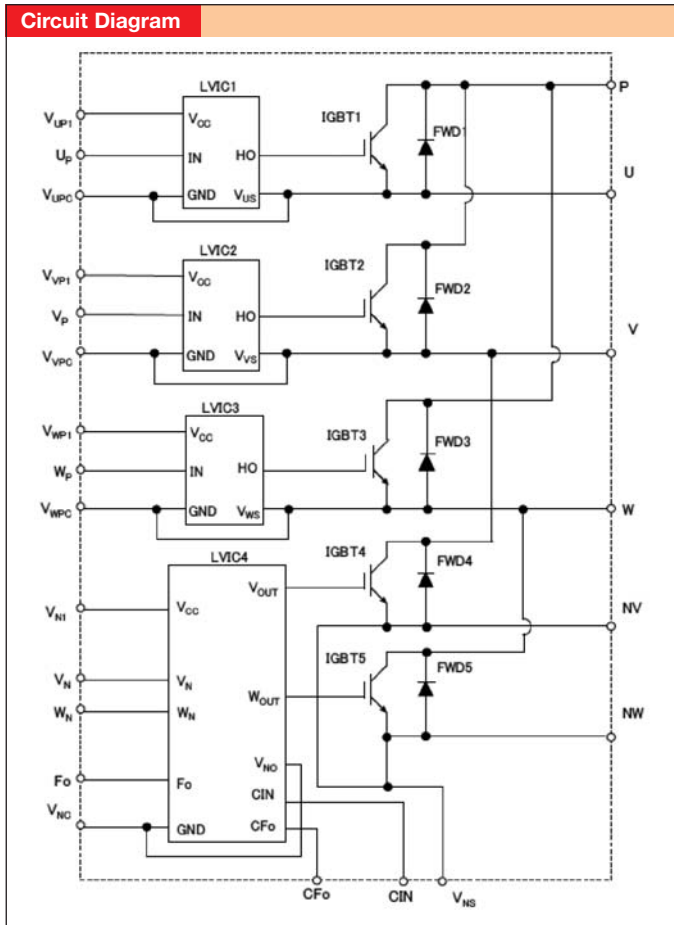 Circuit Diagram
LVIC1
P
VUP1
VCC
IGBT1
FWD1
UP
IN
HO
U
VUPC
GND
VUS
LVIC2
VVP1
VCC
IGBT2
FWD2
VP
IN
HO
V
VVPC
GND
VVS
LVIC3
VWP1
VCC
IGBT3
FWD3
WP
IN
HO
VWPC
GND
VWS
W
LVIC4
IGBT4
FWD4
VOUT
VN1
VCC
NV
IGBT5
FWD5
VN
VN
WN
WN
WOUT
NW
VNO
Fo
Fo
CIN
VNC
GND
CFo
CFo
CIN
VNS